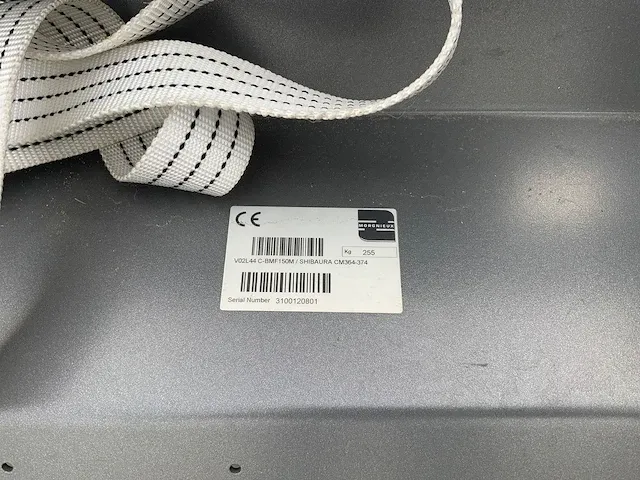 CE
MORGNIEUX
Kg 255
V02L44 C-BMF150M / SHIBAURA CM364-374
Serial Number 3100120801